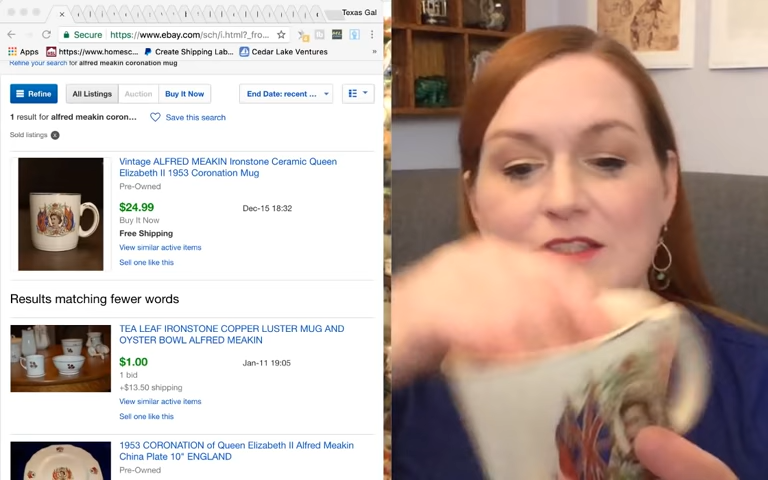 Texas Gal
Secure https://www.ebay.com/sch/i.html?_fro...
Apps https://www.homesc... Create Shipping Lab... Cedar Lake Ventures »
Refine your search for alfred meakin coronation mug
Refine All Listings Auction Buy It Now End Date: recent ...
1 result for alfred meakin coron... Save this search
Sold listings
Vintage ALFRED MEAKIN Ironstone Ceramic Queen
Elizabeth II 1953 Coronation Mug
Pre-Owned
$24.99 Dec-15 18:32
Buy It Now
Free Shipping
View similar active items
Sell one like this
Results matching fewer words
TEA LEAF IRONSTONE COPPER LUSTER MUG AND
OYSTER BOWL ALFRED MEAKIN
$1.00 Jan-11 19:05
1 bid
+$13.50 shipping
View similar active items
Sell one like this
1953 CORONATION of Queen Elizabeth II Alfred Meakin
China Plate 10" ENGLAND
Pre-Owned